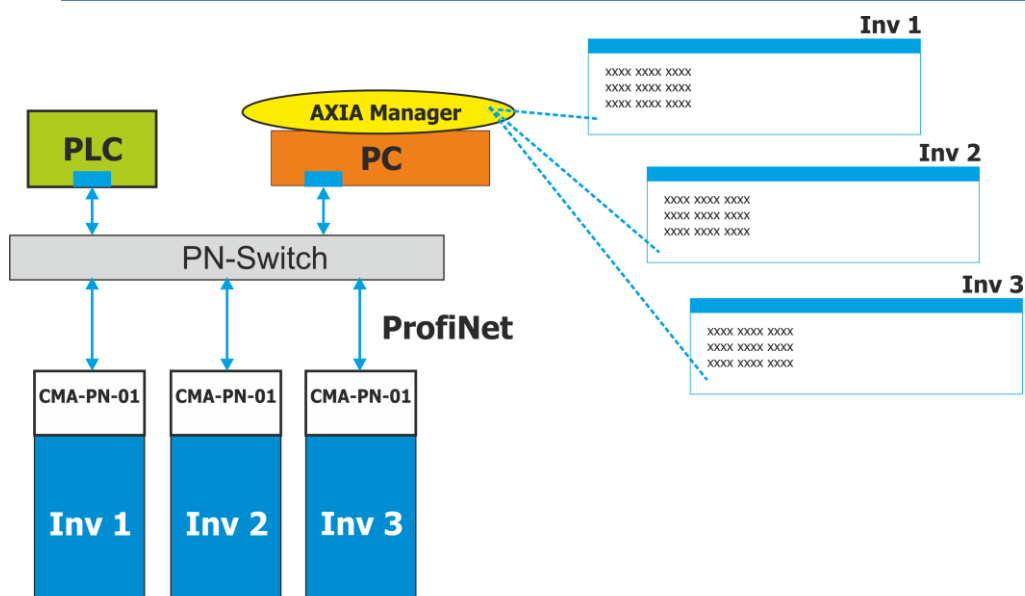 Inv 1
xxxx xxxx xxxx
xxxx xxxx xxxx
xxxx xxxx xxxx
AXIA Manager
PLC
PC
Inv 2
xxxx xxxx xxxx
xxxx xxxx xxxx
xxxx xxxx xxxx
PN-Switch
Inv 3
xxxx xxxx xxxx
xxxx xxxx xxxx
xxxx xxxx xxxx
ProfiNet
CMA-PN-01 CMA-PN-01 CMA-PN-01
Inv 1 Inv 2 Inv 3